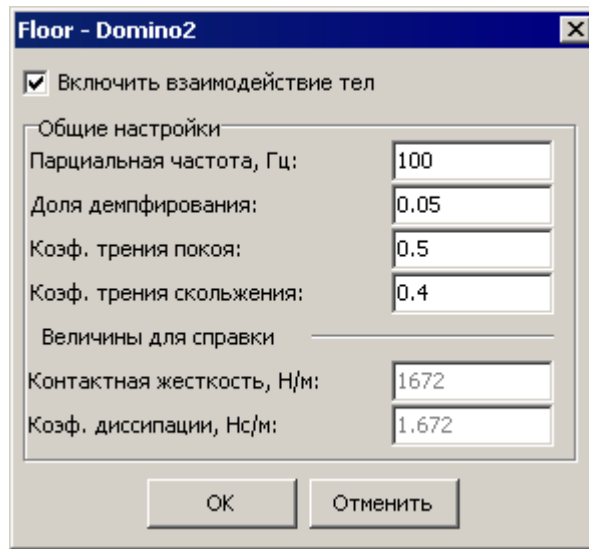 Floor - Domino2
Включить взаимодействие тел
Общие настройки
Парциальная частота, Гц: 100
Доля демпфирования: 0.05
Коэф. трения покоя: 0.5
Коэф. трения скольжения: 0.4
Величины для справки
Контактная жесткость, Н/м: 1672
Коэф. диссипации, Нс/м: 1.672
ОК Отменить